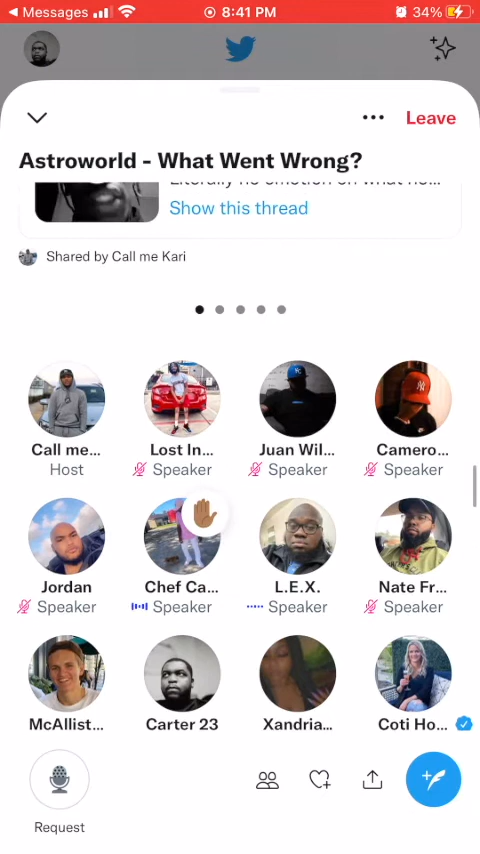 Messages 8:41 PM 34%
Leave
Astroworld - What Went Wrong?
Show this thread
Shared by Call me Kari
Call me... Lost In... Juan Wil... Camero...
Host Speaker Speaker Speaker
Jordan Chef Ca... L.E.X. Nate Fr...
Speaker Speaker Speaker Speaker
McAllist... Carter 23 Xandria... Coti Ho...
Request